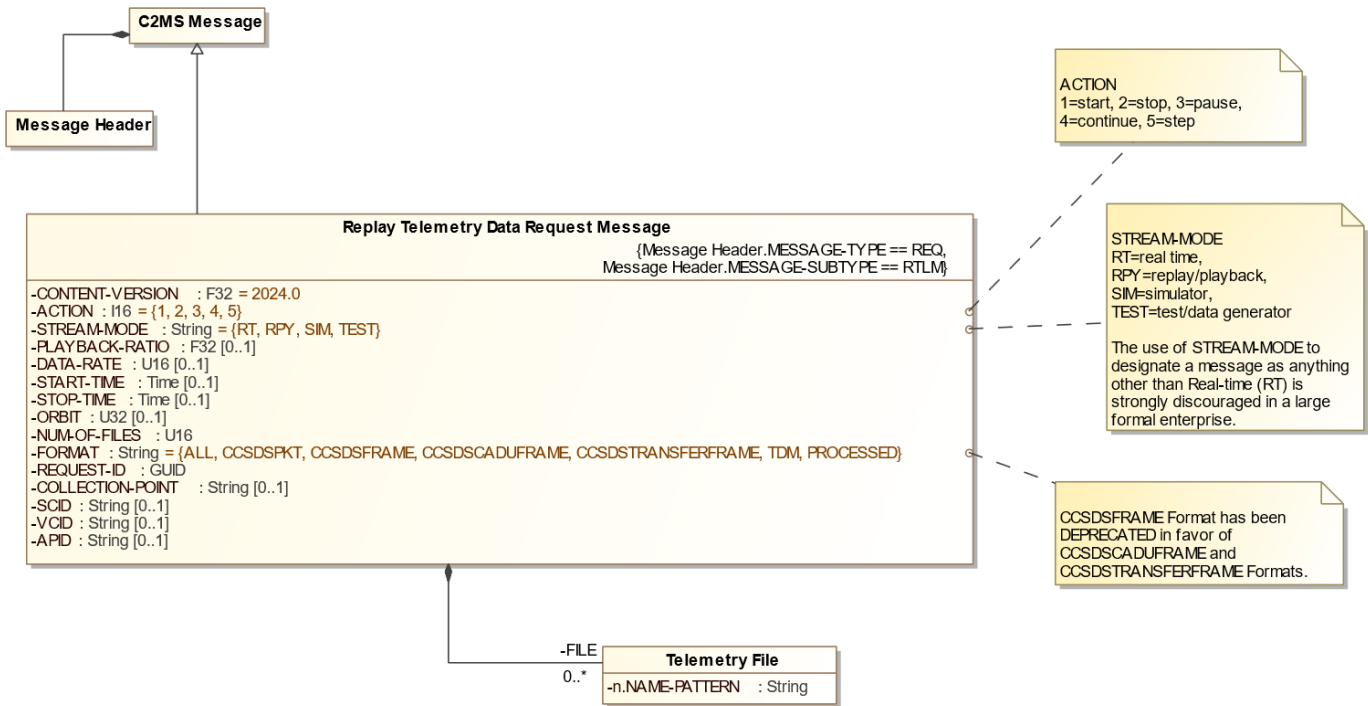 C2MS Message
Message Header
ACTION
1=start, 2=stop, 3=pause,
4=continue, 5=step
Replay Telemetry Data Request Message
{Message Header.MESSAGE-TYPE == REQ,
Message Header.MESSAGE-SUBTYPE == RTLM}
-CONTENT-VERSION : F32 = 2024.0
-ACTION : I16 = {1, 2, 3, 4, 5}
-STREAM-MODE : String = {RT, RPY, SIM, TEST}
-PLAYBACK-RATIO : F32 [0..1]
-DATA-RATE : U16 [0..1]
-START-TIME : Time [0..1]
-STOP-TIME : Time [0..1]
-ORBIT : U32 [0..1]
-NUM-OF-FILES : U16
-FORMAT : String = {ALL, CCSDSPKT, CCSDSFRAME, CCSDSCADUFRAME, CCSDSTRANSFERFRAME, TDM, PROCESSED}
-REQUEST-ID : GUID
-COLLECTION-POINT : String [0..1]
-SCID : String [0..1]
-VCID : String [0..1]
-APID : String [0..1]
STREAM-MODE
RT=real time,
RPY=replay/playback,
SIM=simulator,
TEST=test/data generator
The use of STREAM-MODE to
designate a message as anything
other than Real-time (RT) is
strongly discouraged in a large
formal enterprise.
CCSDSFRAME Format has been
DEPRECATED in favor of
CCSDSCADUFRAME and
CCSDSTRANSFERFRAME Formats.
-FILE
0..*
Telemetry File
-n.NAME-PATTERN : String